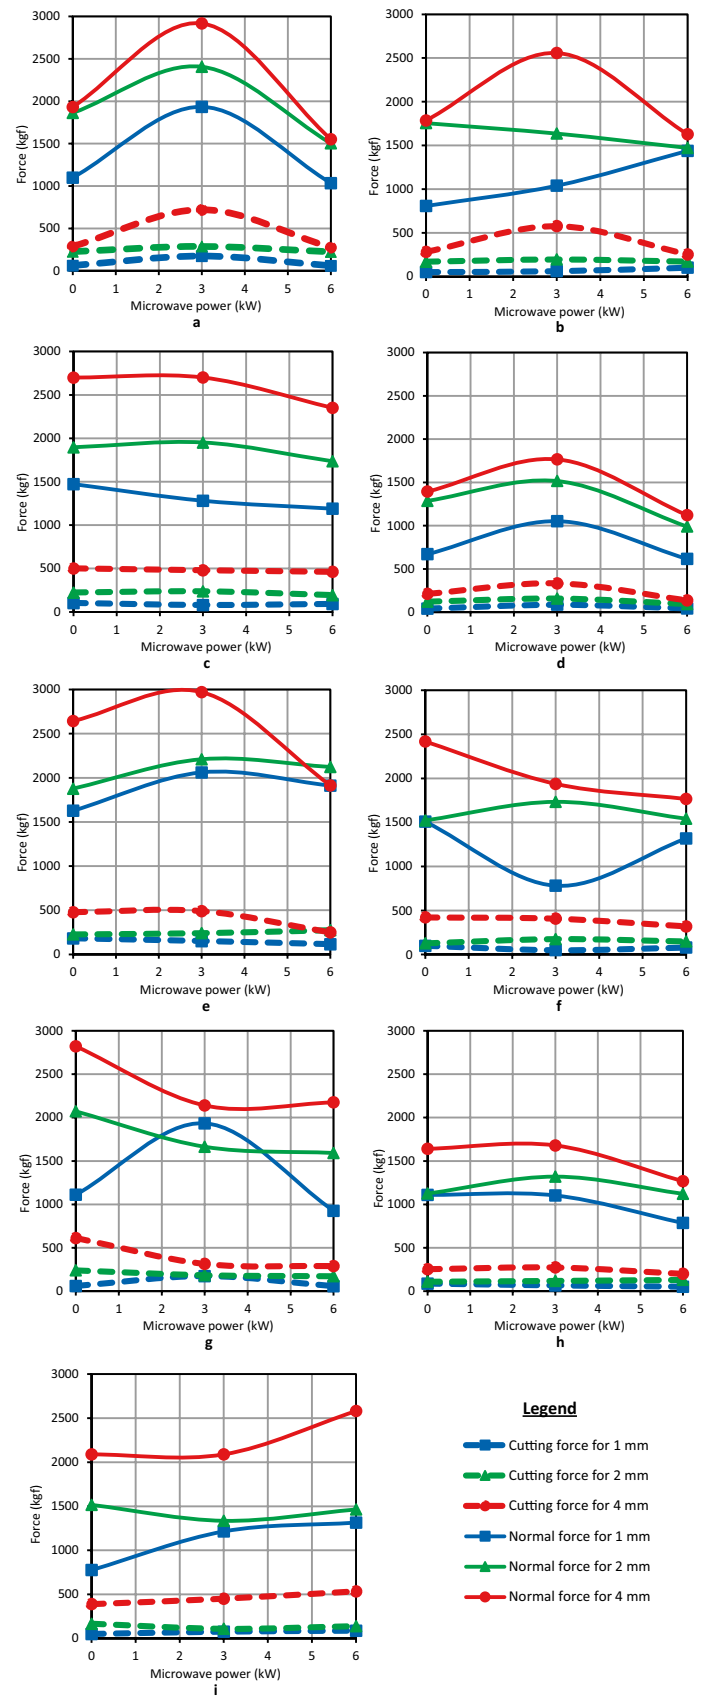 3000
2500
2000
1500
1000
500
0
Force (kgf)
0 1 2 3 4 5 6
Microwave power (kW)
a
3000
2500
2000
1500
1000
500
0
Force (kgf)
0 1 2 3 4 5 6
Microwave power (kW)
b
3000
2500
2000
1500
1000
500
0
Force (kgf)
0 1 2 3 4 5 6
Microwave power (kW)
c
3000
2500
2000
1500
1000
500
0
Force (kgf)
0 1 2 3 4 5 6
Microwave power (kW)
d
3000
2500
2000
1500
1000
500
0
Force (kgf)
0 1 2 3 4 5 6
Microwave power (kW)
e
3000
2500
2000
1500
1000
500
0
Force (kgf)
0 1 2 3 4 5 6
Microwave power (kW)
f
3000
2500
2000
1500
1000
500
0
Force (kgf)
0 1 2 3 4 5 6
Microwave power (kW)
g
3000
2500
2000
1500
1000
500
0
Force (kgf)
0 1 2 3 4 5 6
Microwave power (kW)
h
3000
2500
2000
1500
1000
500
0
Force (kgf)
0 1 2 3 4 5 6
Microwave power (kW)
i
Legend
Cutting force for 1 mm
Cutting force for 2 mm
Cutting force for 4 mm
Normal force for 1 mm
Normal force for 2 mm
Normal force for 4 mm